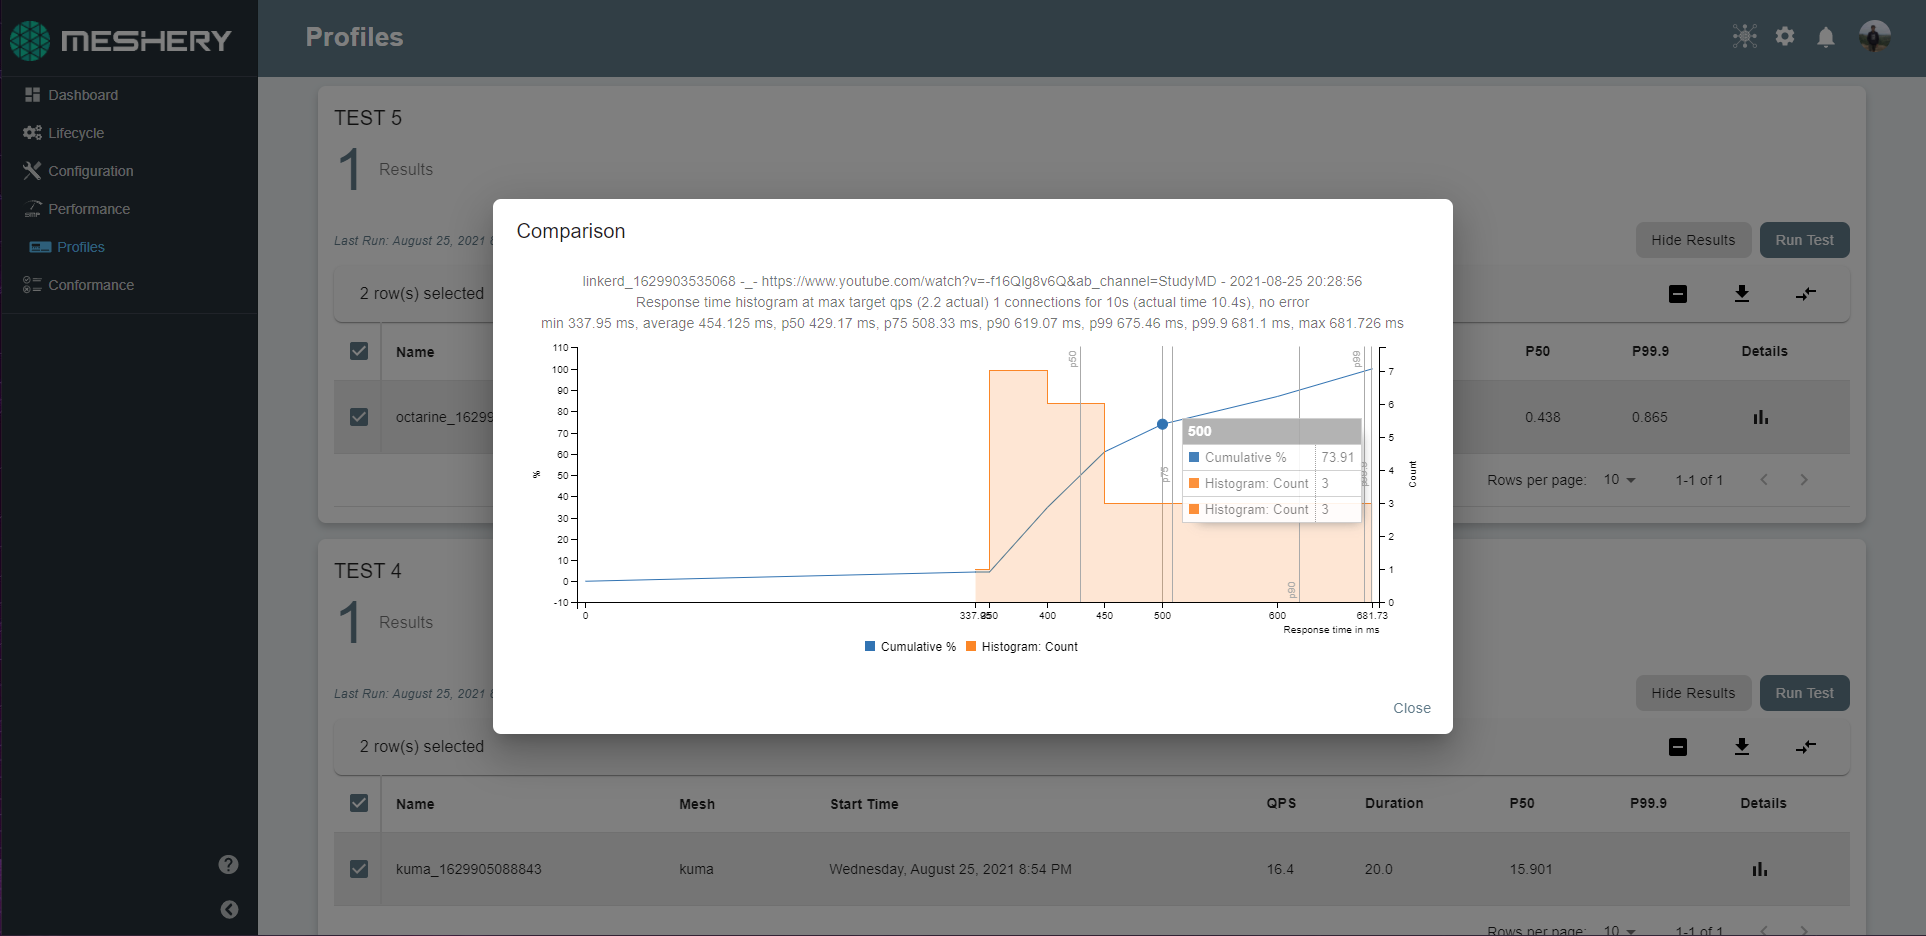 MESHERY
Profiles
Dashboard
Lifecycle
Configuration
Performance
Profiles
Conformance
TEST 5
1 Results
Last Run: August 25, 2021 8
Hide Results
Run Test
2 row(s) selected
Name
P50
P99.9
Details
octarine_16299
0.438
0.865
Rows per page: 10
1-1 of 1
Comparison
linkerd_1629903535068 -_- https://www.youtube.com/watch?v=-f16QIg8v6Q&ab_channel=StudyMD - 2021-08-25 20:28:56
Response time histogram at max target qps (2.2 actual) 1 connections for 10s (actual time 10.4s), no error
min 337.95 ms, average 454.125 ms, p50 429.17 ms, p75 508.33 ms, p90 619.07 ms, p99 675.46 ms, p99.9 681.1 ms, max 681.726 ms
110
100
90
80
70
60
50
40
30
20
10
0
-10
%
p50
p75
p90
p99
p99.9
500
Cumulative % 73.91
Histogram: Count 3
Histogram: Count 3
7
6
5
4
3
2
1
0
Count
0 337.95 350 400 450 500 600 681.73
Response time in ms
Cumulative % Histogram: Count
Close
TEST 4
1 Results
Last Run: August 25, 2021 8
Hide Results
Run Test
2 row(s) selected
Name Mesh Start Time QPS Duration P50 P99.9 Details
kuma_1629905088843 kuma Wednesday, August 25, 2021 8:54 PM 16.4 20.0 15.901
Rows per page: 10 1-1 of 1